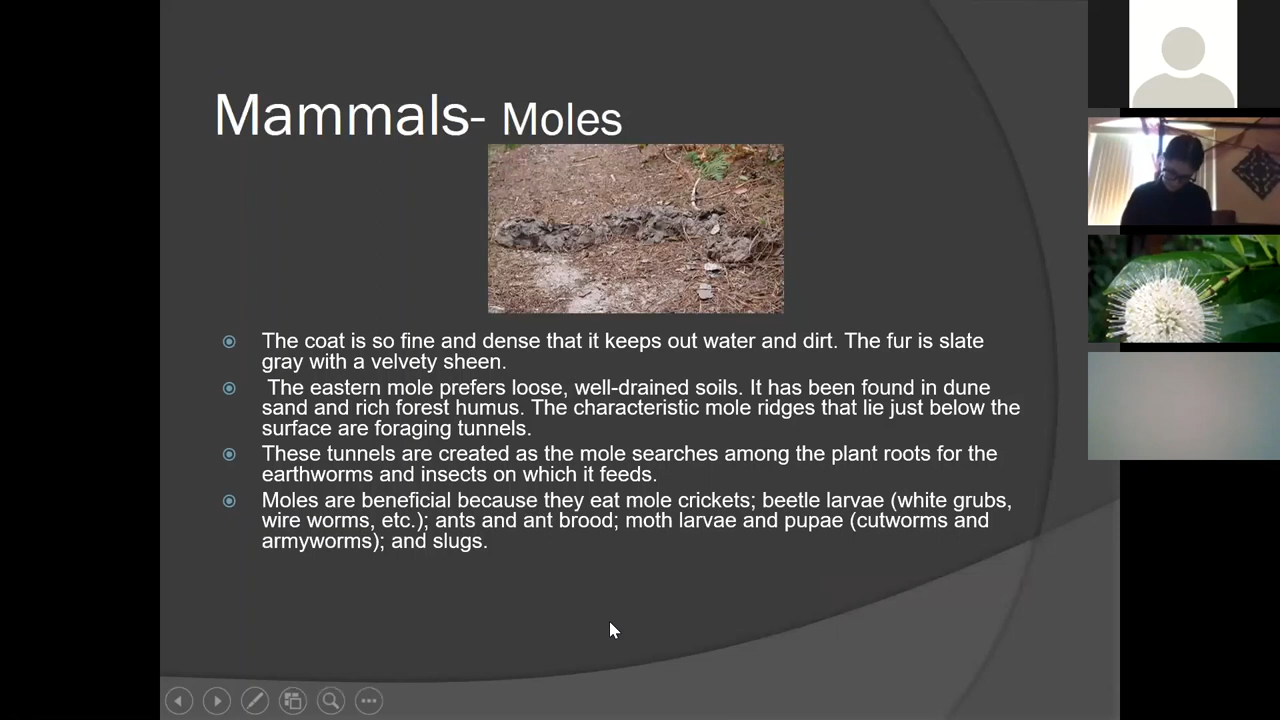 Mammals- Moles
The coat is so fine and dense that it keeps out water and dirt. The fur is slate
gray with a velvety sheen.
The eastern mole prefers loose, well-drained soils. It has been found in dune
sand and rich forest humus. The characteristic mole ridges that lie just below the
surface are foraging tunnels.
These tunnels are created as the mole searches among the plant roots for the
earthworms and insects on which it feeds.
Moles are beneficial because they eat mole crickets; beetle larvae (white grubs,
wire worms, etc.); ants and ant brood; moth larvae and pupae (cutworms and
armyworms); and slugs.